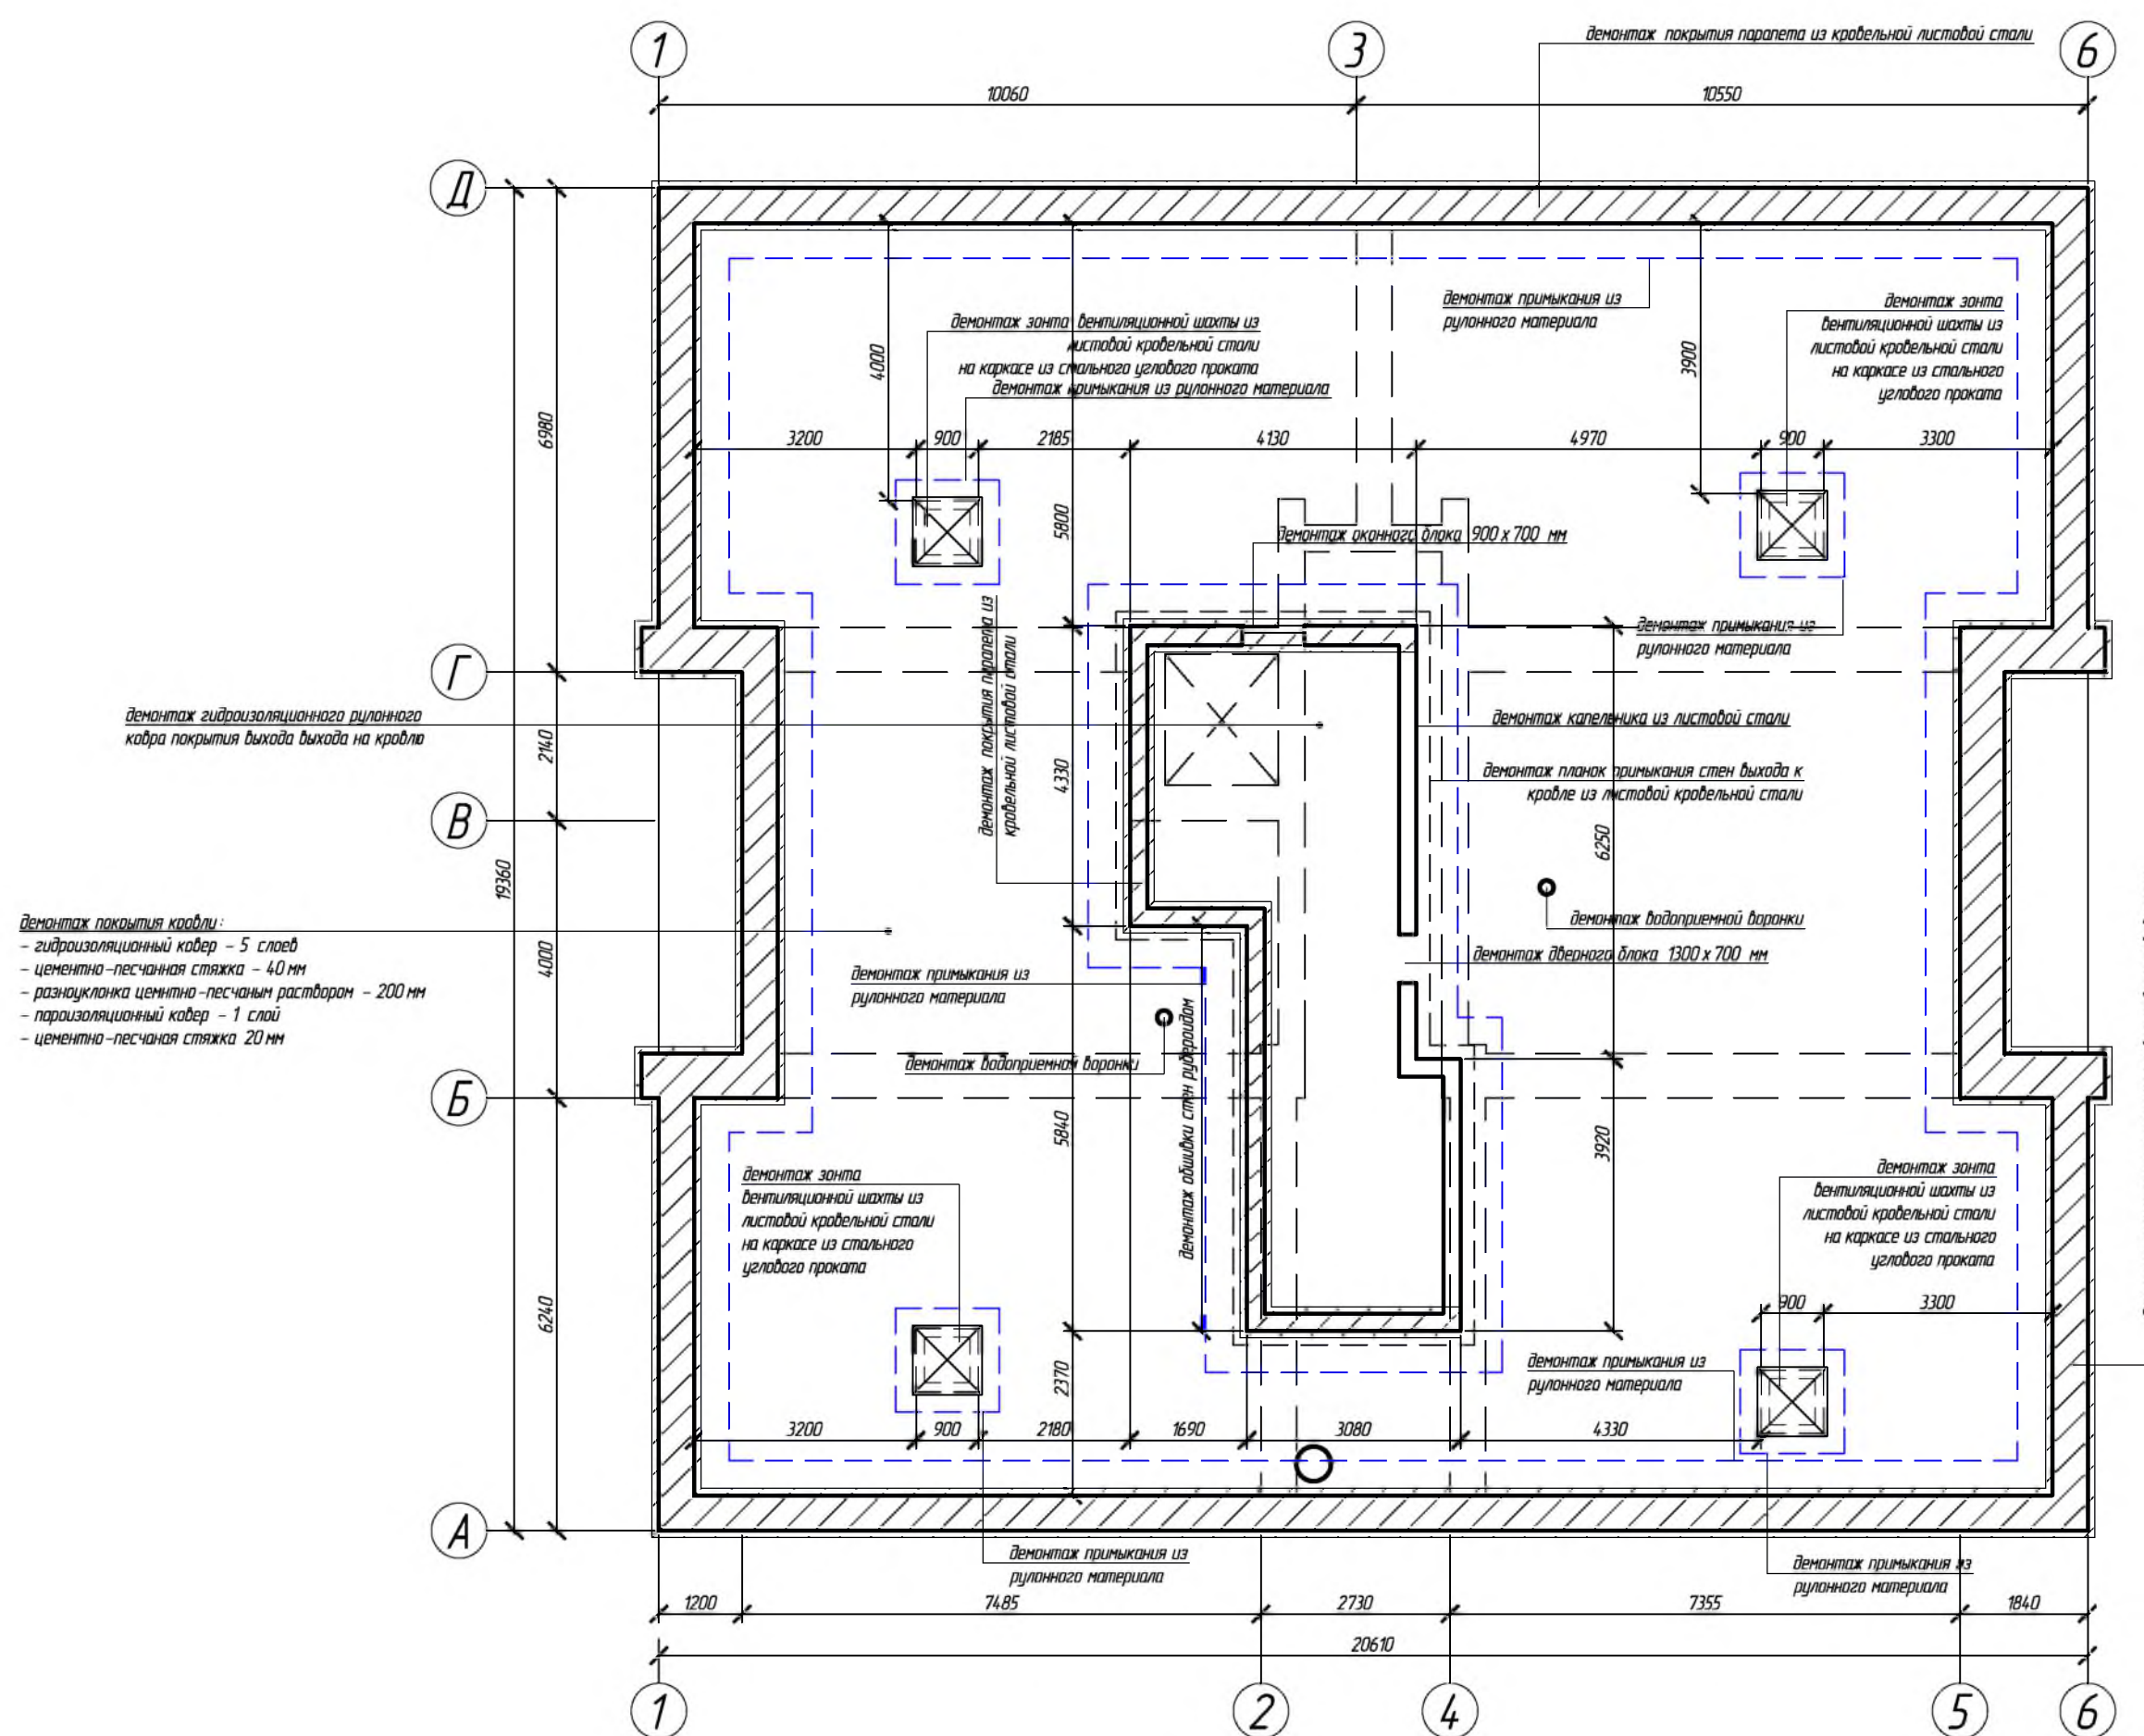 1
3
6
демонтаж покрытия парапета из кровельной листовой стали
10060
10550
Д
демонтаж зонта вентиляционной шахты из
листовой кровельной стали
на каркасе из стального углового проката
демонтаж примыкания из рулонного материала
демонтаж примыкания из
рулонного материала
демонтаж зонта
вентиляционной шахты из
листовой кровельной стали
на каркасе из стального
углового проката
4000
3900
6980
3200
900
2185
4130
4970
900
3300
5800
демонтаж оконного блока 900 х 700 мм
демонтаж примыкания из
рулонного материала
Г
демонтаж покрытия парапета из
кровельной листовой стали
демонтаж гидроизоляционного рулонного
ковра покрытия выхода выхода на кровлю
демонтаж капельника из листовой стали
2140
4330
демонтаж планок примыкания стен выхода к
кровле из листовой кровельной стали
В
6250
19360
демонтаж покрытия кровли:
- гидроизоляционный ковер - 5 слоев
- цементно-песчанная стяжка - 40 мм
- разноуклонка цемнтно-песчаным раствором - 200 мм
- пароизоляционный ковер - 1 слой
- цементно-песчаная стяжка 20 мм
4000
демонтаж водоприемной воронки
демонтаж дверного блока 1300 х 700 мм
демонтаж примыкания из
рулонного материала
демонтаж водоприемной воронки
демонтаж обшивки стен рубероидом
Б
5840
3920
демонтаж зонта
вентиляционной шахты из
листовой кровельной стали
на каркасе из стального
углового проката
демонтаж зонта
вентиляционной шахты из
листовой кровельной стали
на каркасе из стального
углового проката
6240
900
3300
2370
демонтаж примыкания из
рулонного материала
3200
900
2180
1690
3080
4330
А
демонтаж примыкания из
рулонного материала
демонтаж примыкания из
рулонного материала
1200
7485
2730
7355
1840
20610
1
2
4
5
6